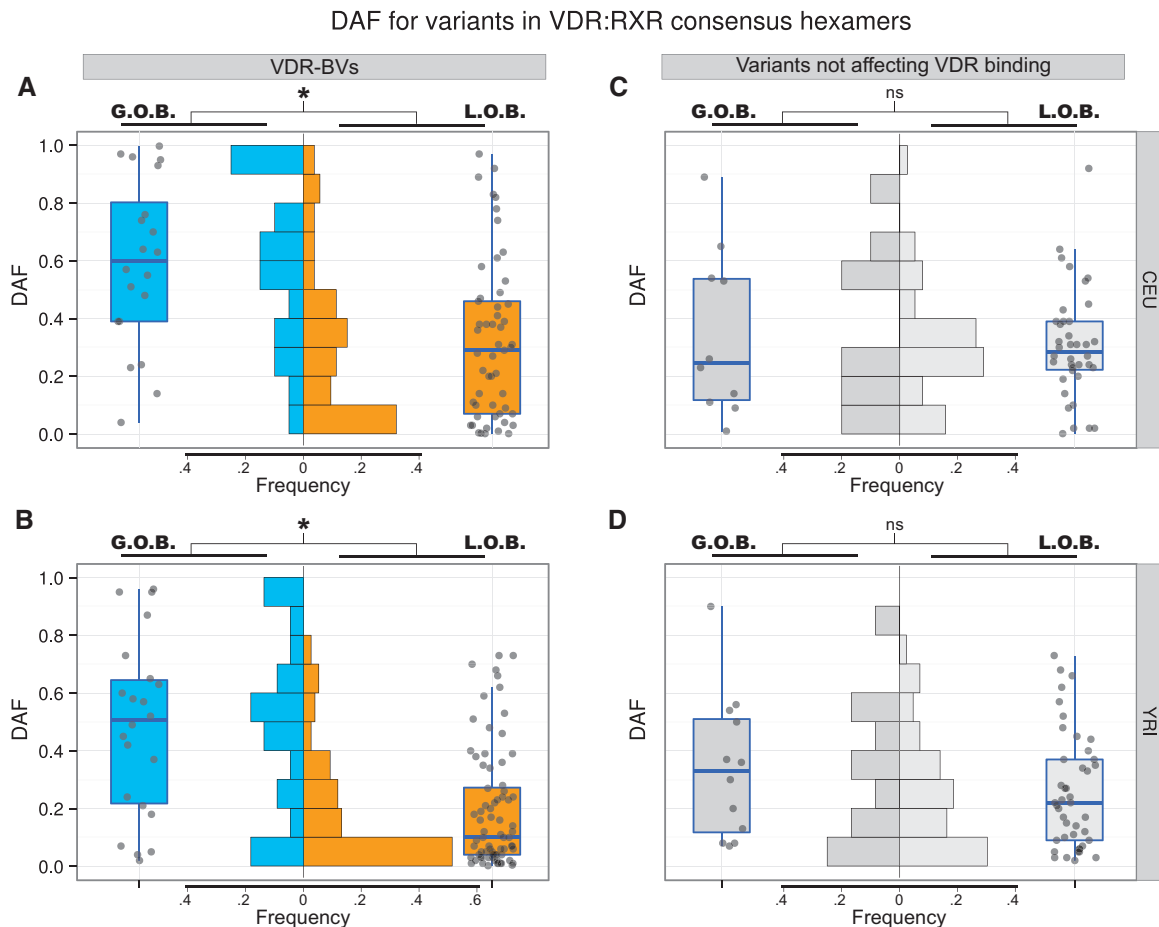 DAF for variants in VDR:RXR consensus hexamers
VDR-BVs
A
*
G.O.B.
L.O.B.
1.0
0.8
0.6
0.4
0.2
0.0
DAF
.4 .2 0 .2 .4
Frequency
Variants not affecting VDR binding
C
ns
G.O.B.
L.O.B.
DAF
CEU
.4 .2 0 .2 .4
Frequency
B
*
G.O.B.
L.O.B.
1.0
0.8
0.6
0.4
0.2
0.0
DAF
.4 .2 0 .2 .4 .6
Frequency
D
ns
G.O.B.
L.O.B.
DAF
YRI
.4 .2 0 .2 .4
Frequency